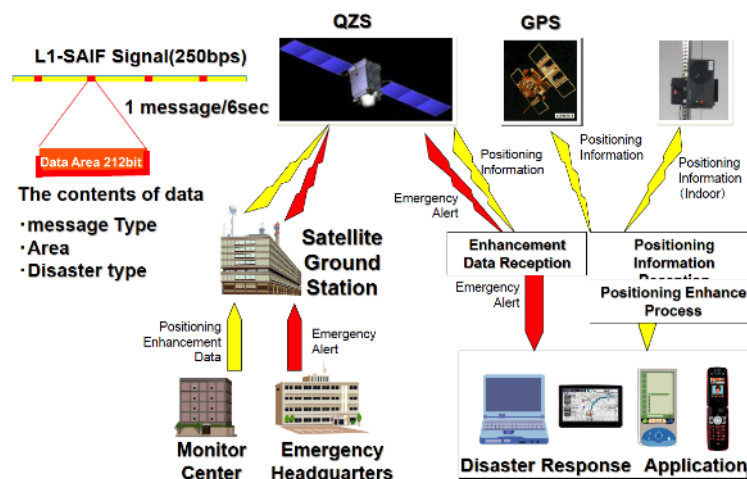 QZS
GPS
L1-SAIF Signal(250bps)
1 message/6sec
Data Area 212bit
The contents of data
・message Type
・Area
・Disaster type
Positioning
Information
Positioning
Information
Positioning
Information
(Indoor)
Emergency
Alert
Satellite
Ground
Station
Enhancement
Data Reception
Positioning
Information
Reception
Positioning Enhance
Process
Emergency
Alert
Positioning
Enhancement
Data
Emergency
Alert
Monitor
Center
Emergency
Headquarters
Disaster Response
Application